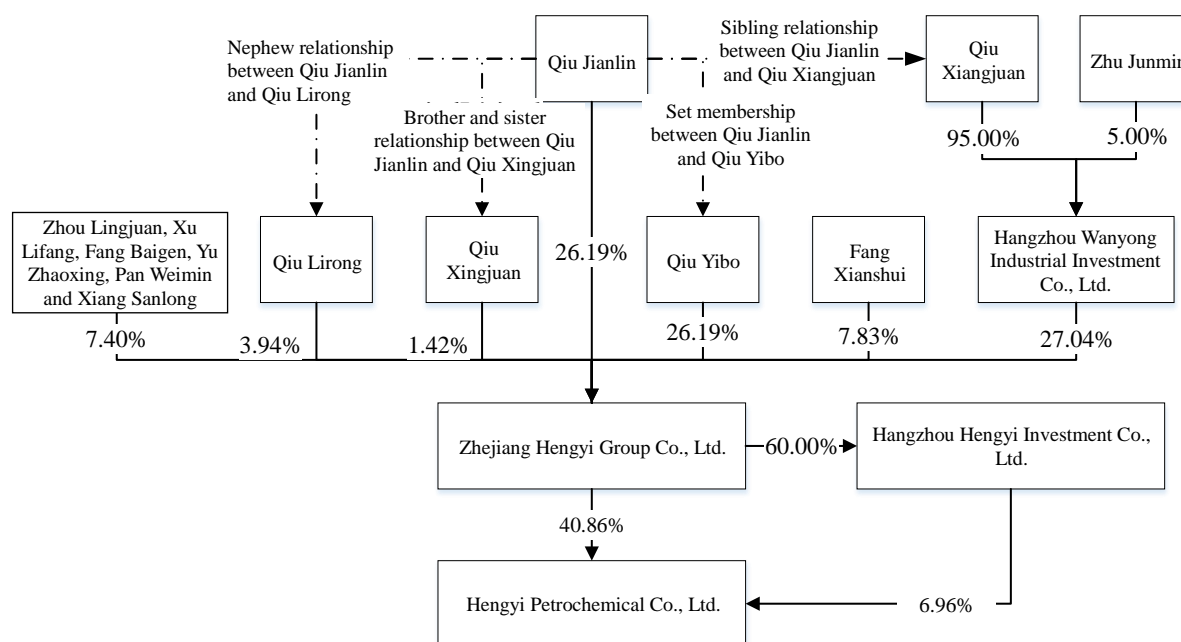 Nephew relationship
between Qiu Jianlin
and Qiu Lirong
Qiu Jianlin
Sibling relationship
between Qiu Jianlin
and Qiu Xiangjuan
Qiu
Xiangjuan
Zhu Junmin
Brother and sister
relationship between Qiu
Jianlin and Qiu Xingjuan
Set membership
between Qiu Jianlin
and Qiu Yibo
95.00%
5.00%
Zhou Lingjuan, Xu
Lifang, Fang Baigen, Yu
Zhaoxing, Pan Weimin
and Xiang Sanlong
Qiu Lirong
Qiu
Xingjuan
26.19%
Qiu Yibo
Fang
Xianshui
Hangzhou Wanyong
Industrial Investment
Co., Ltd.
7.40%
3.94%
1.42%
26.19%
7.83%
27.04%
Zhejiang Hengyi Group Co., Ltd.
60.00%
Hangzhou Hengyi Investment Co.,
Ltd.
40.86%
Hengyi Petrochemical Co., Ltd.
6.96%